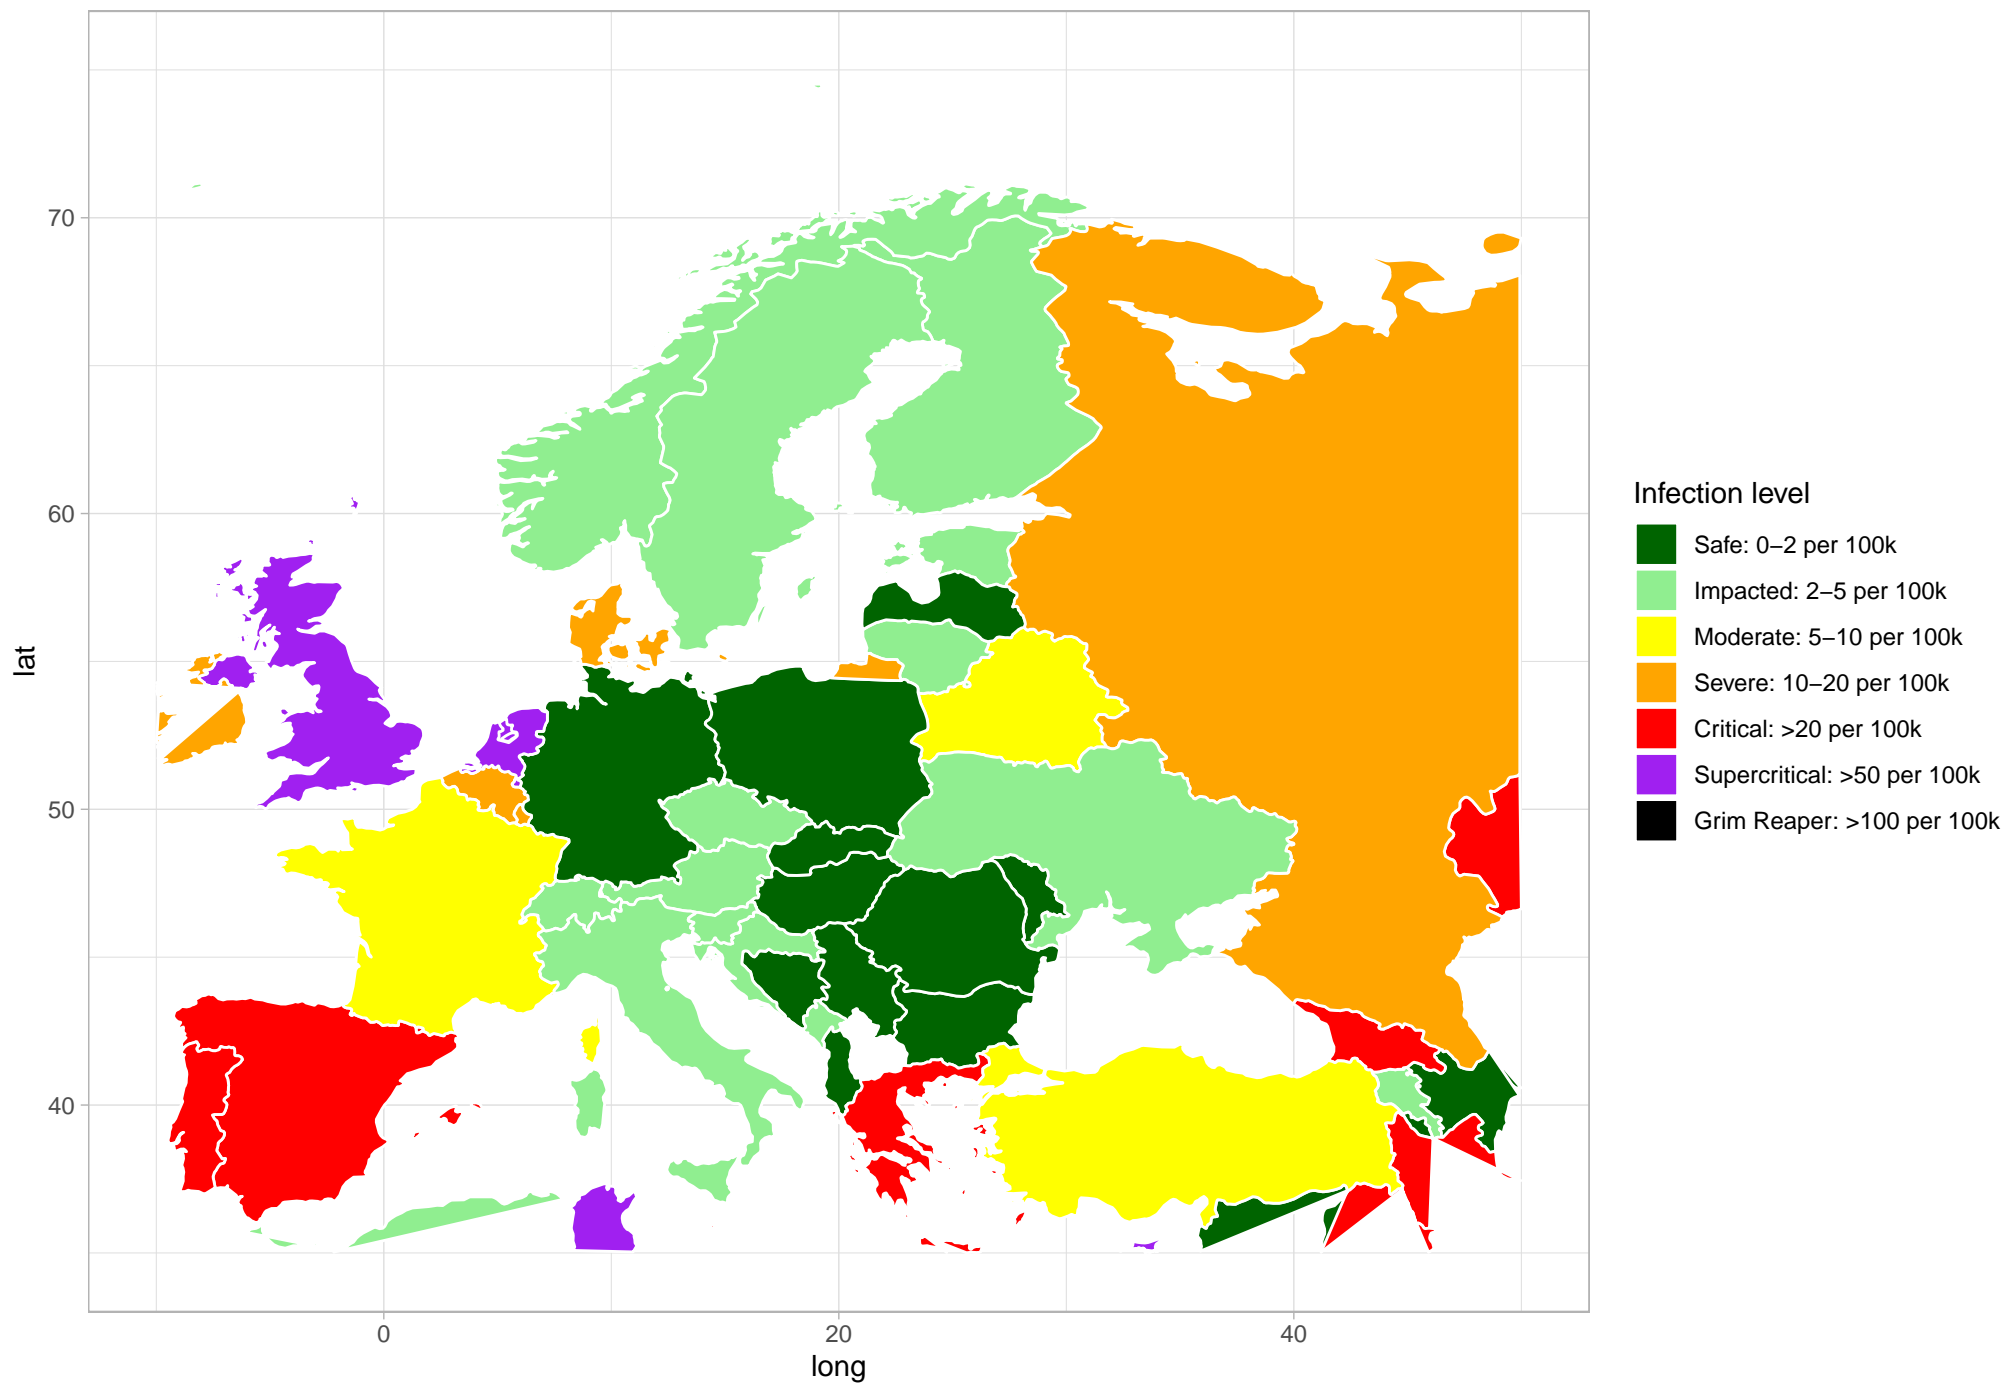 70
60
50
40
lat
0
20
40
long
Infection level
Safe: 0−2 per 100k
Impacted: 2−5 per 100k
Moderate: 5−10 per 100k
Severe: 10−20 per 100k
Critical: >20 per 100k
Supercritical: >50 per 100k
Grim Reaper: >100 per 100k